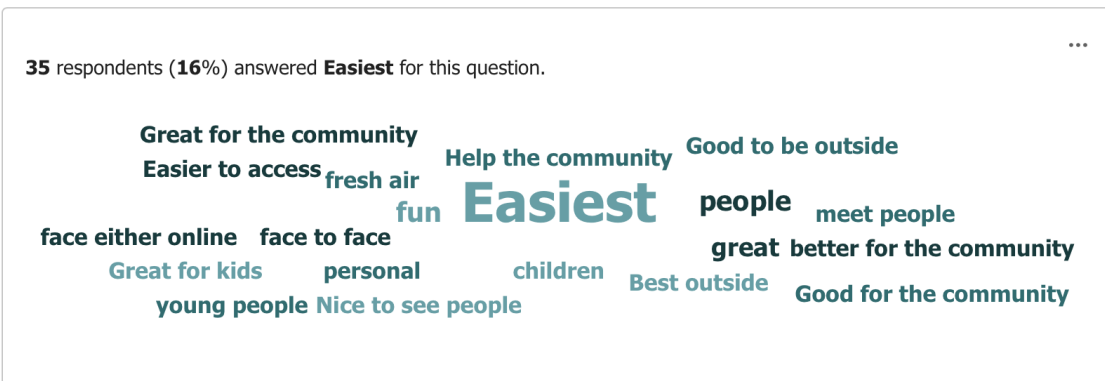 35 respondents (16%) answered Easiest for this question.
Great for the community
Help the community
Good to be outside
Easier to access
fresh air
fun
Easiest
people
meet people
face either online
face to face
great
better for the community
Great for kids
personal
children
Best outside
Good for the community
young people
Nice to see people